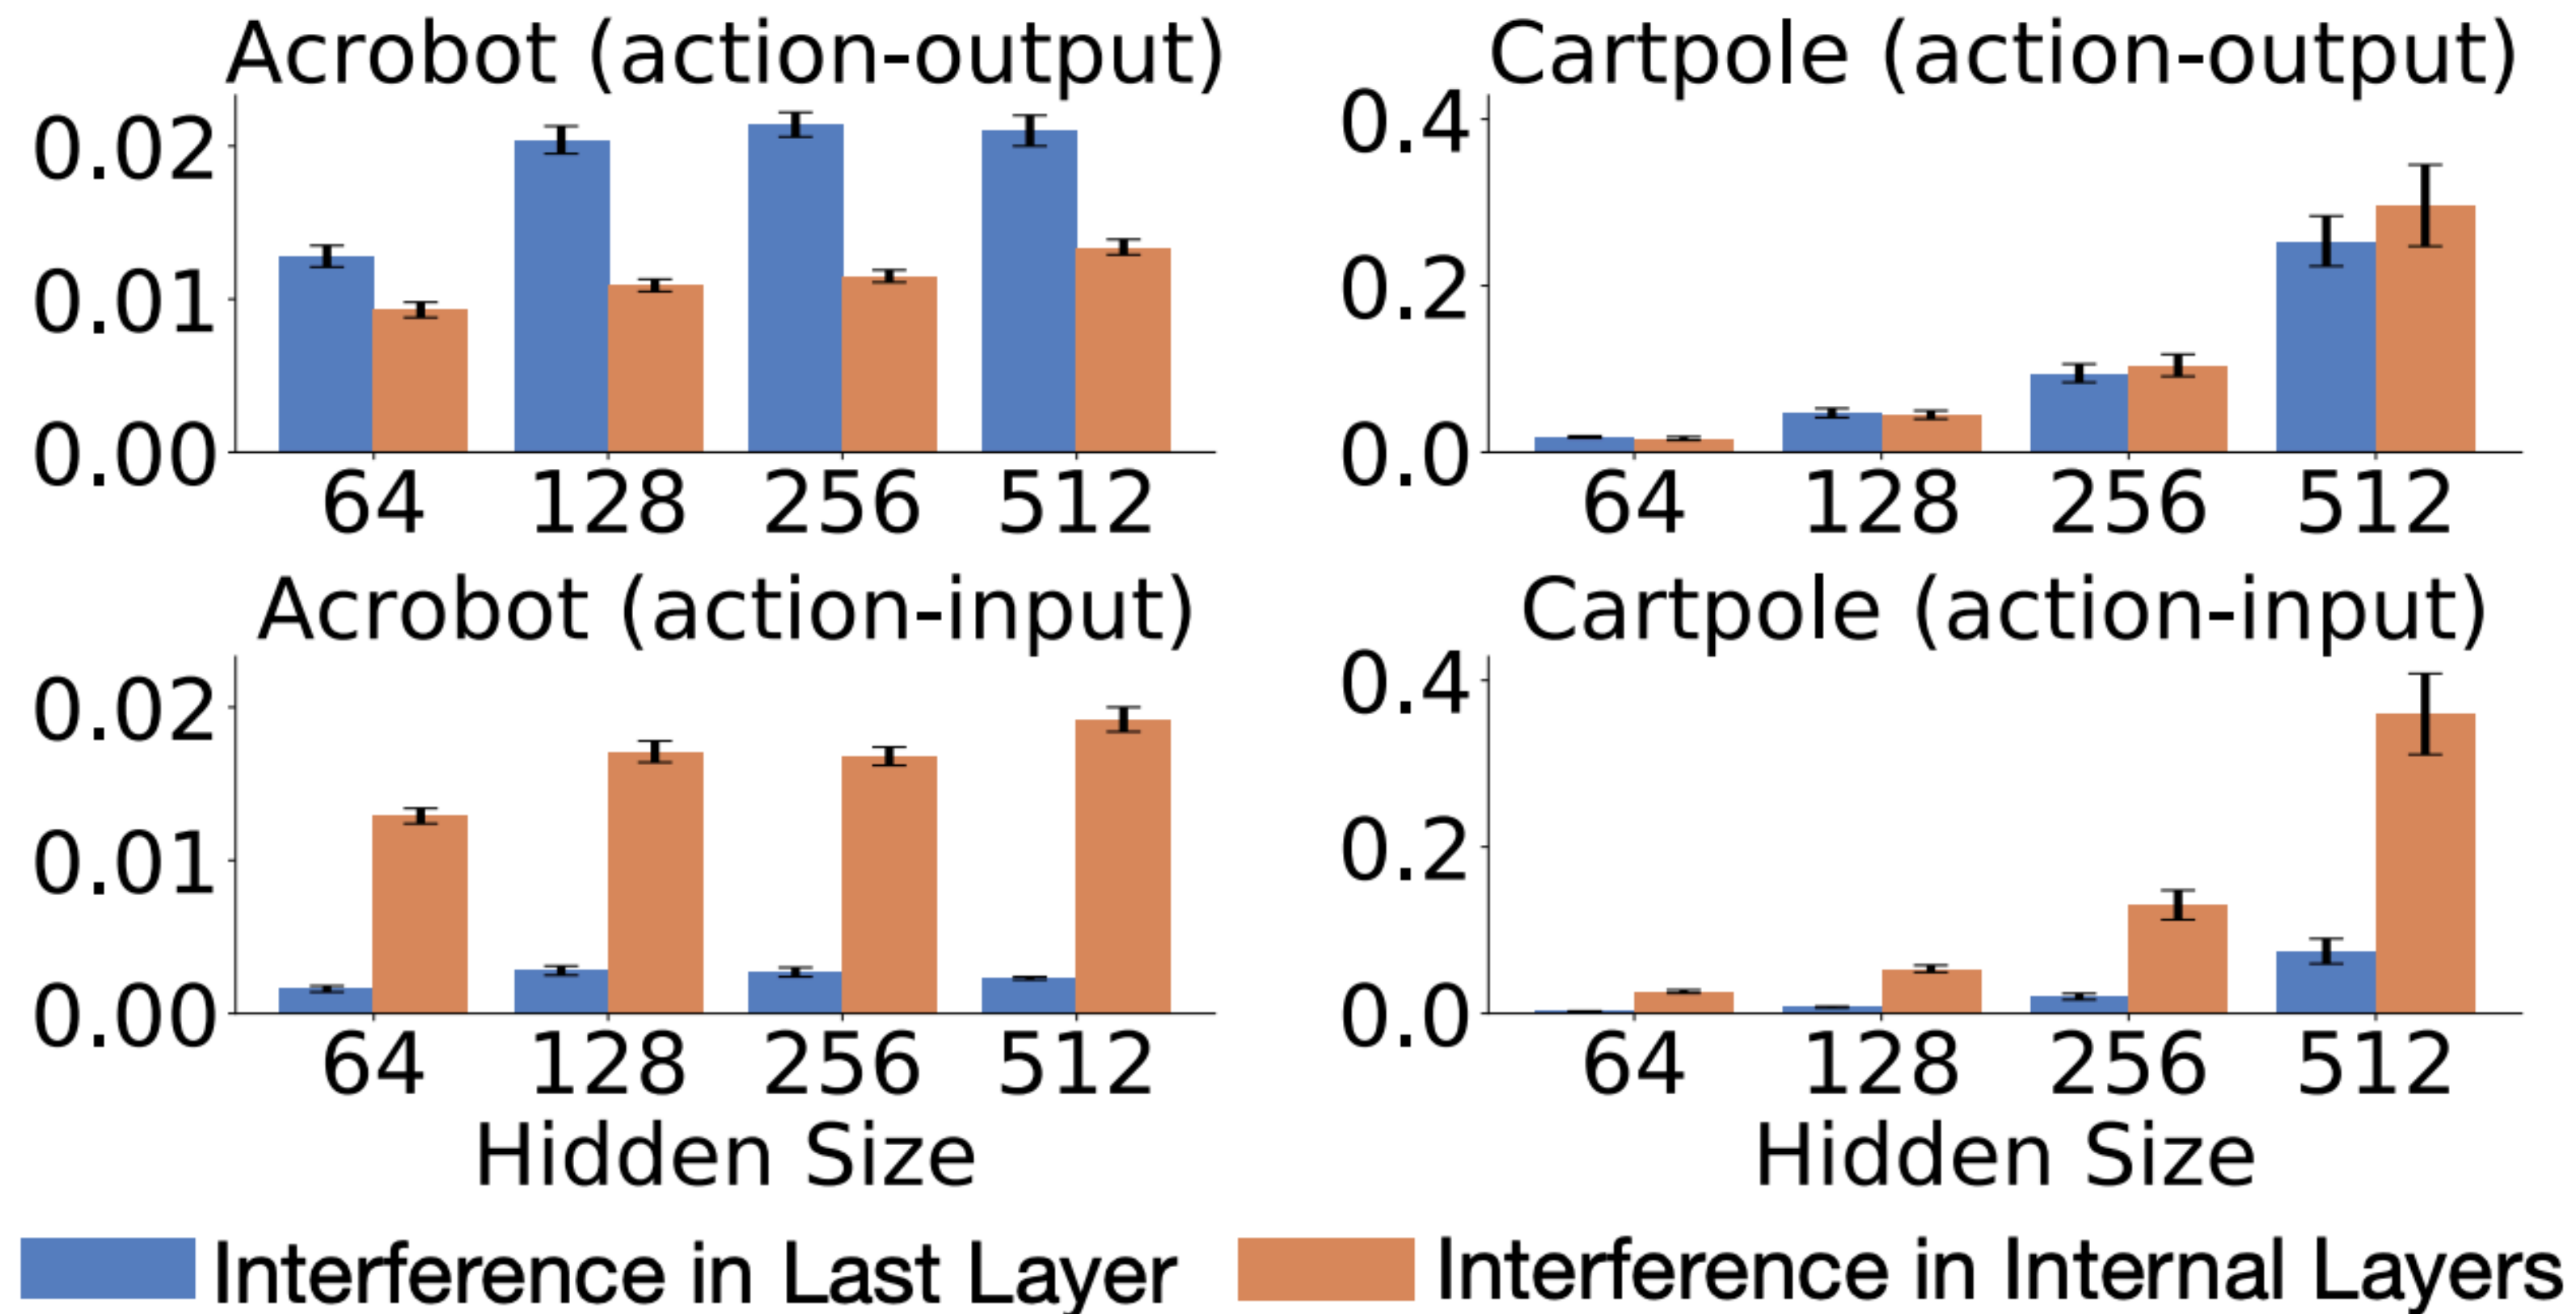 Acrobot (action-output)
0.02
0.01
0.00
64 128 256 512
Cartpole (action-output)
0.4
0.2
0.0
64 128 256 512
Acrobot (action-input)
0.02
0.01
0.00
64 128 256 512
Hidden Size
Cartpole (action-input)
0.4
0.2
0.0
64 128 256 512
Hidden Size
Interference in Last Layer
Interference in Internal Layers